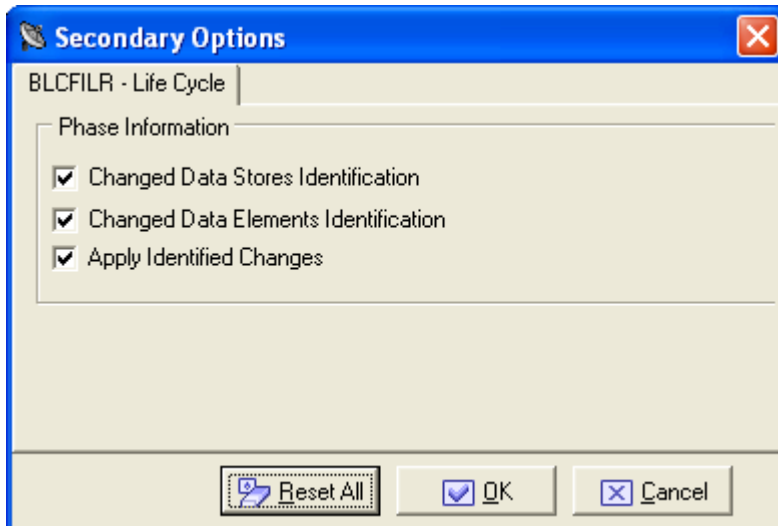 Secondary Options
BLCFILR - Life Cycle
Phase Information
Changed Data Stores Identification
Changed Data Elements Identification
Apply Identified Changes
Reset All OK Cancel